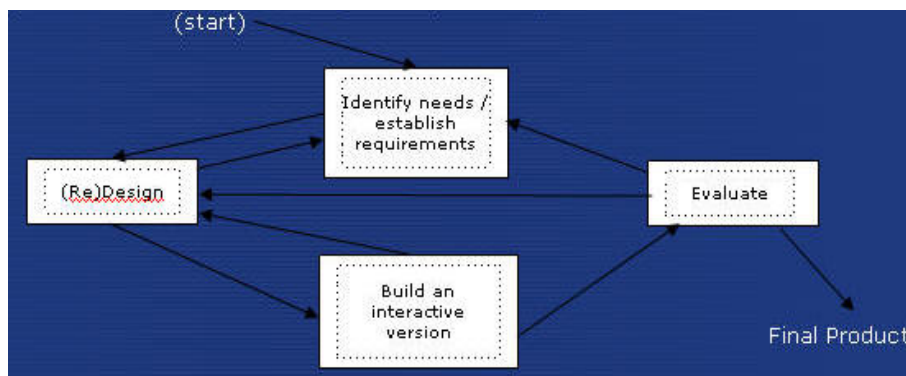 (start)
Identify needs /
establish
requirements
(Re)Design
Evaluate
Build an
interactive
version
Final Product